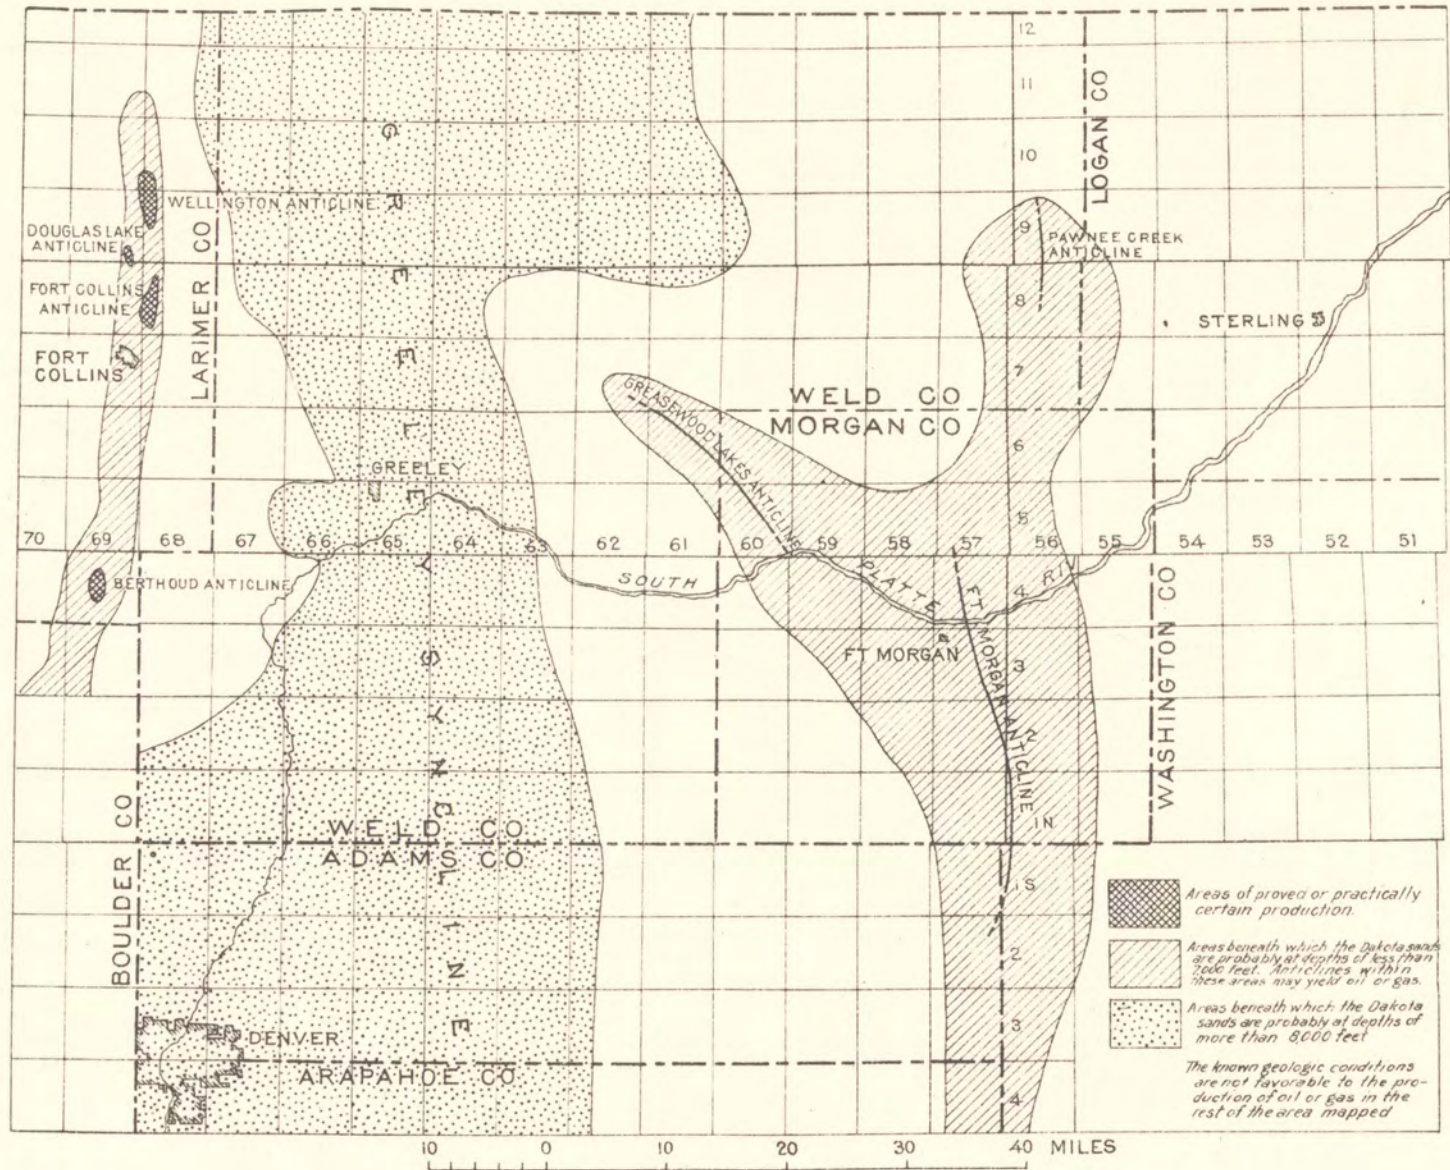 12
11
10
LOGAN CO
GREELEY SYNCLINE
WELLINGTON ANTICLINE
DOUGLAS LAKE
ANTICLINE
LARIMER CO
9
PAWNEE CREEK
ANTICLINE
FORT COLLINS
ANTICLINE
8
STERLING
FORT
COLLINS
7
GREASEWOOD LAKES ANTICLINE
WELD CO
MORGAN CO
6
GREELEY
5
70 69 68 67 66 65 64 63 62 61 60 59 58 57 56 55 54 53 52 51
BERTHOUD ANTICLINE
SOUTH PLATTE RI
4
FT MORGAN ANTICLINE
WASHINGTON CO
FT MORGAN
3
2
1N
BOULDER CO
WELD CO
ADAMS CO
1S
2
3
4
DENVER
ARAPAHOE CO
Areas of proved or practically
certain production.
Areas beneath which the Dakota sands
are probably at depths of less than
7,000 feet. Anticlines within
these areas may yield oil or gas.
Areas beneath which the Dakota
sands are probably at depths of
more than 8,000 feet
The known geologic conditions
are not favorable to the pro-
duction of oil or gas in the
rest of the area mapped
10 0 10 20 30 40 MILES